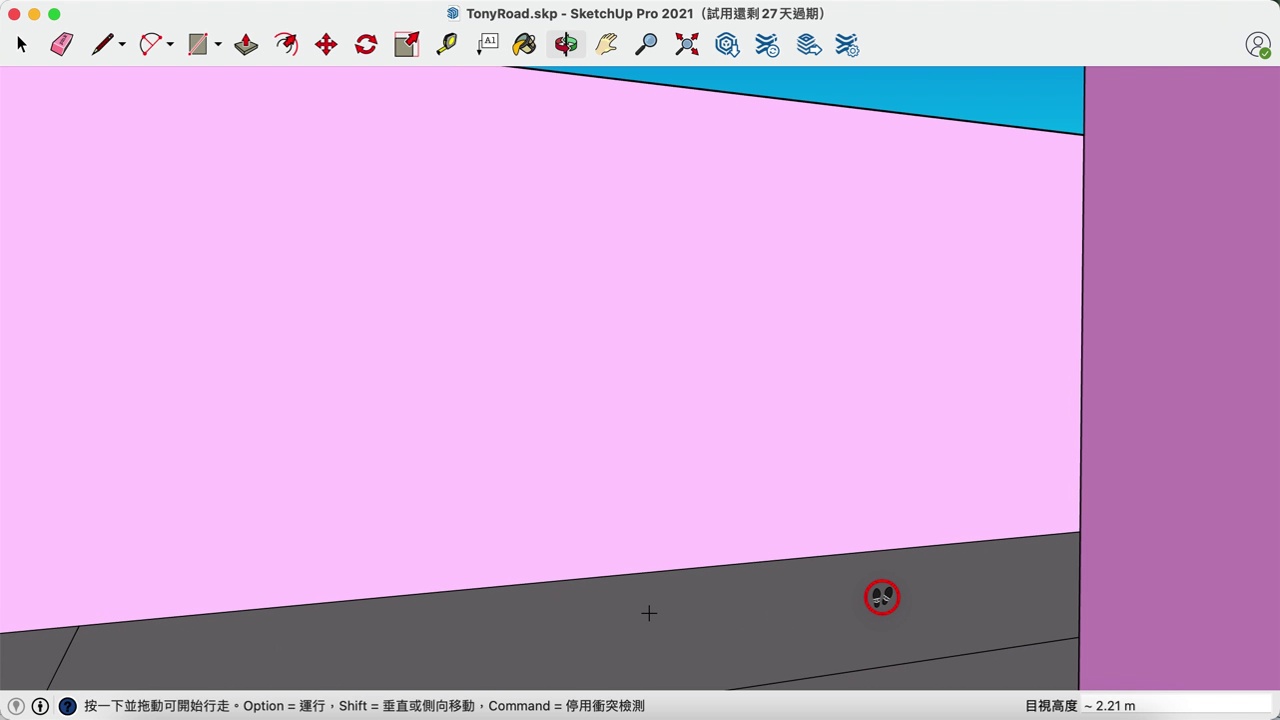 TonyRoad.skp - SketchUp Pro 2021（試用還剩 27 天過期）
A1
按一下並拖動可開始行走。Option = 運行，Shift = 垂直或側向移動，Command = 停用衝突檢測
目視高度 ~ 2.21 m